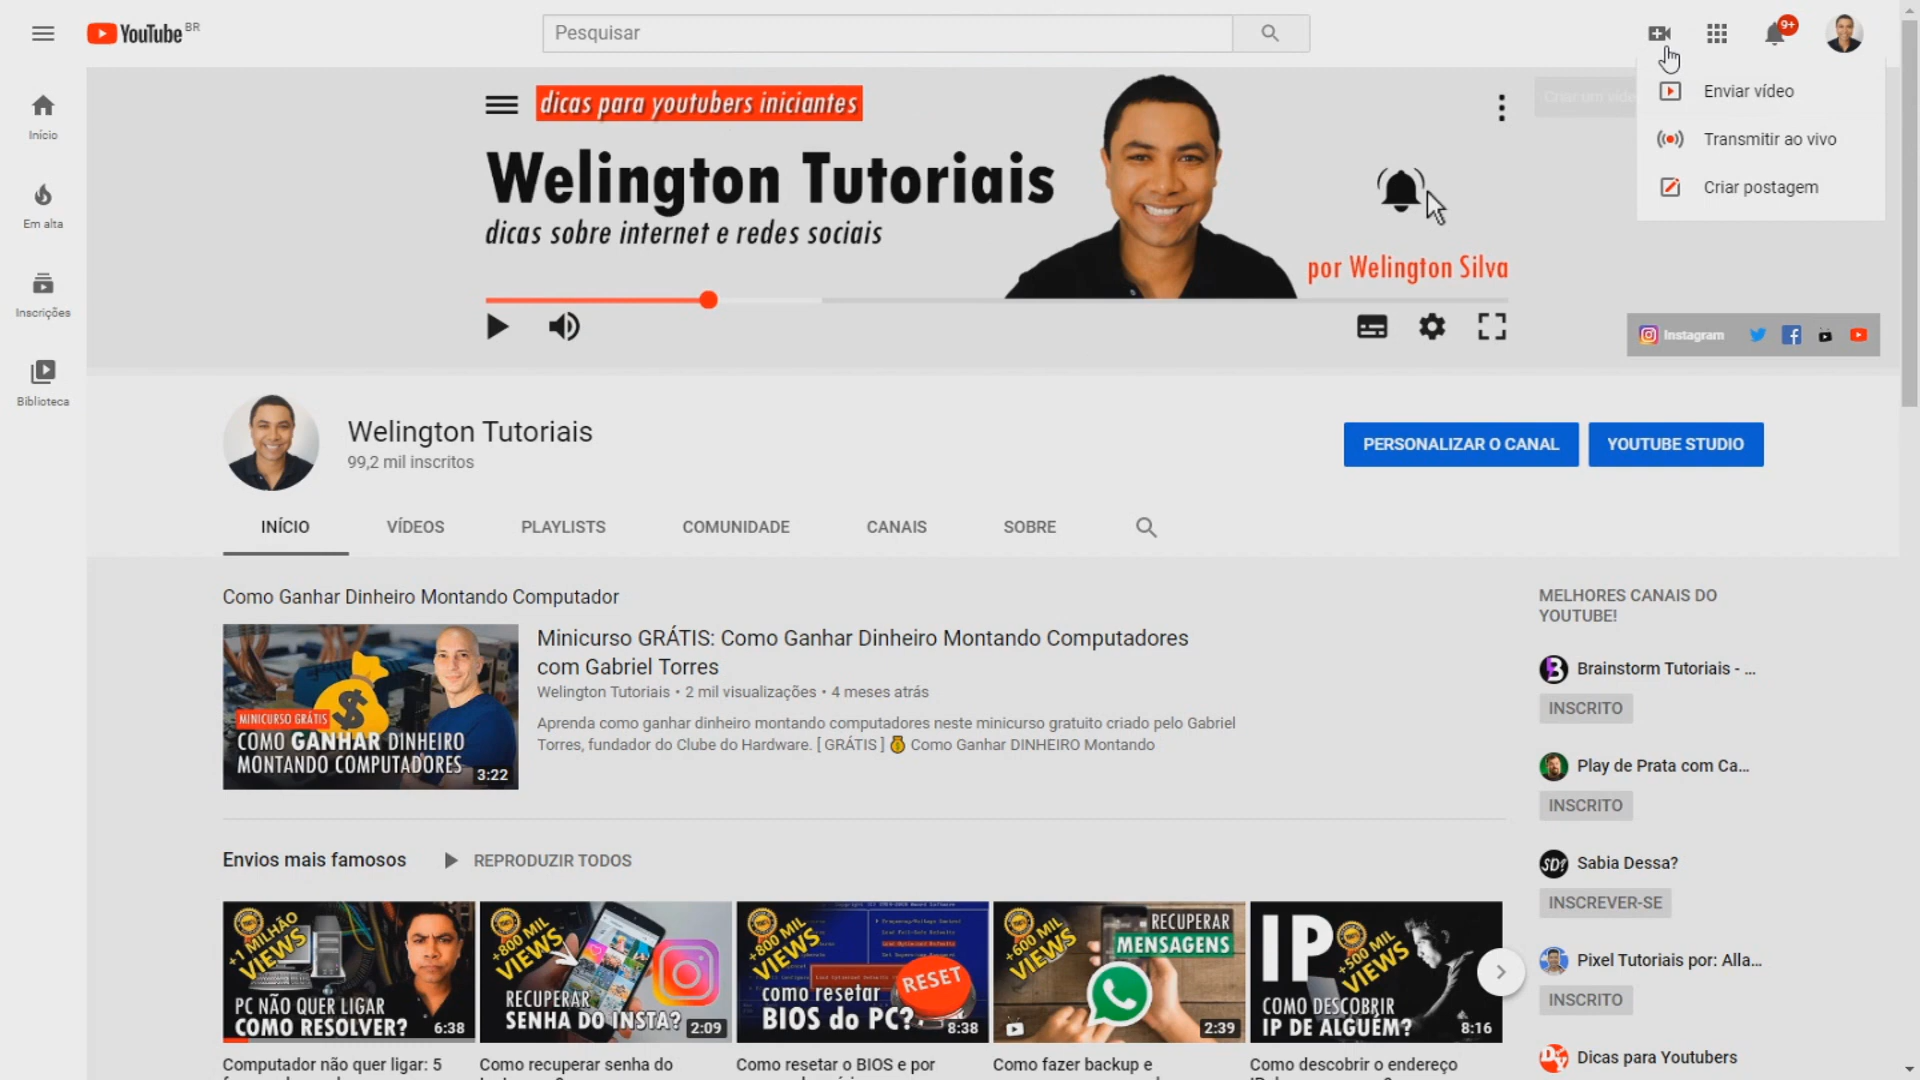 YouTube BR
Pesquisar
9+
Enviar vídeo
Transmitir ao vivo
Criar postagem
Início
Em alta
Inscrições
Biblioteca
dicas para youtubers iniciantes
Welington Tutoriais
dicas sobre internet e redes sociais
por Welington Silva
Instagram
Welington Tutoriais
99,2 mil inscritos
PERSONALIZAR O CANAL
YOUTUBE STUDIO
INÍCIO
VÍDEOS
PLAYLISTS
COMUNIDADE
CANAIS
SOBRE
Como Ganhar Dinheiro Montando Computador
MINICURSO GRÁTIS
COMO GANHAR DINHEIRO
MONTANDO COMPUTADORES
3:22
Minicurso GRÁTIS: Como Ganhar Dinheiro Montando Computadores
com Gabriel Torres
Welington Tutoriais • 2 mil visualizações • 4 meses atrás
Aprenda como ganhar dinheiro montando computadores neste minicurso gratuito criado pelo Gabriel
Torres, fundador do Clube do Hardware. [ GRÁTIS ] 💰 Como Ganhar DINHEIRO Montando
Envios mais famosos
REPRODUZIR TODOS
+1 MILHÃO
VIEWS
PC NÃO QUER LIGAR
COMO RESOLVER?
6:38
Computador não quer ligar: 5
+800 MIL
VIEWS
RECUPERAR
SENHA DO INSTA?
2:09
Como recuperar senha do
+800 MIL
VIEWS
RESET
como resetar
BIOS do PC?
8:38
Como resetar o BIOS e por
+600 MIL
VIEWS
RECUPERAR
MENSAGENS
2:39
Como fazer backup e
IP
+500 MIL
VIEWS
COMO DESCOBRIR
IP DE ALGUÉM?
8:16
Como descobrir o endereço
MELHORES CANAIS DO
YOUTUBE!
Brainstorm Tutoriais - ...
INSCRITO
Play de Prata com Ca...
INSCRITO
SD?
Sabia Dessa?
INSCREVER-SE
Pixel Tutoriais por: Alla...
INSCRITO
Dicas para Youtubers